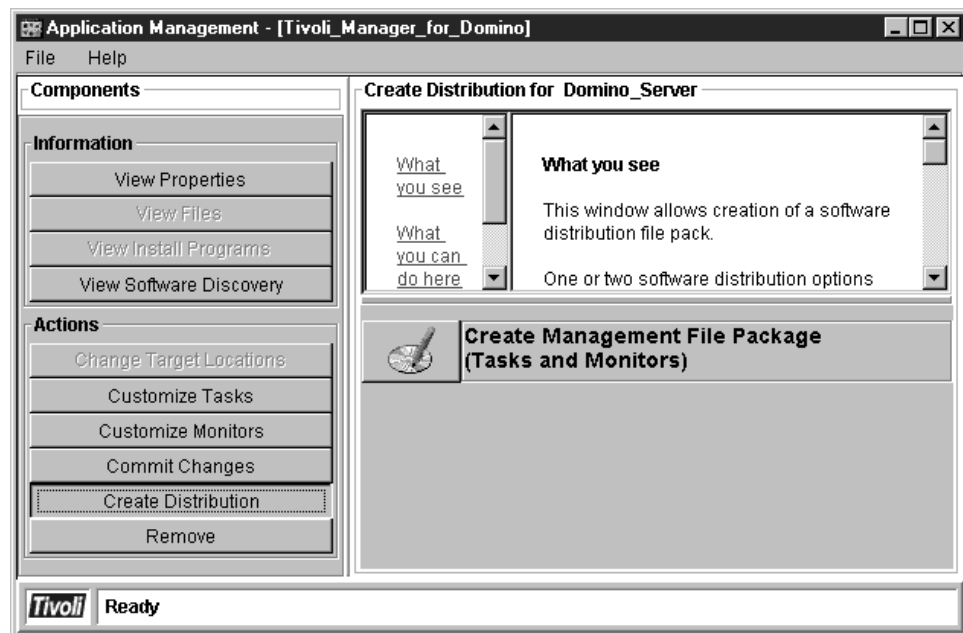 Application Management - [Tivoli_Manager_for_Domino]
File Help
Components
Information
View Properties
View Files
View Install Programs
View Software Discovery
Actions
Change Target Locations
Customize Tasks
Customize Monitors
Commit Changes
Create Distribution
Remove
Create Distribution for Domino_Server
What
you see
What
you can
do here
What you see
This window allows creation of a software
distribution file pack.
One or two software distribution options
Create Management File Package
(Tasks and Monitors)
Tivoli Ready